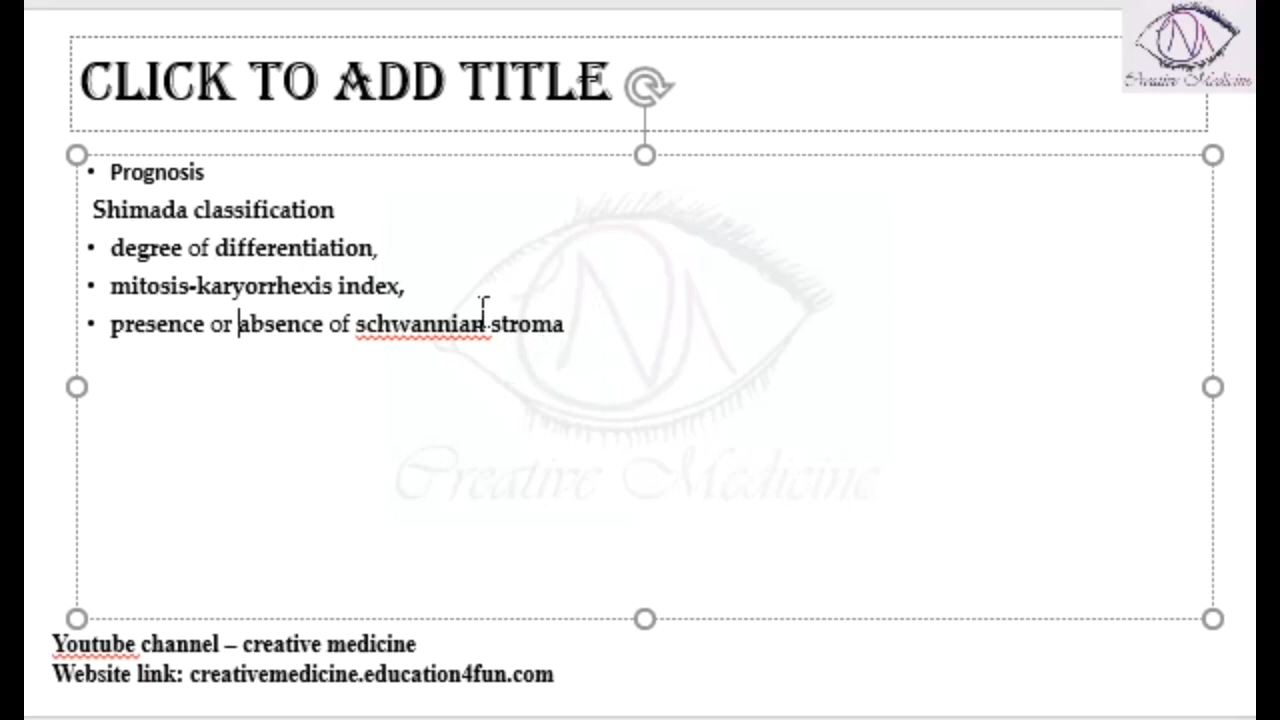 CLICK TO ADD TITLE
Creative Medicine
• Prognosis
Shimada classification
• degree of differentiation,
• mitosis-karyorrhexis index,
• presence or absence of schwannian stroma
Creative Medicine
Youtube channel – creative medicine
Website link: creativemedicine.education4fun.com